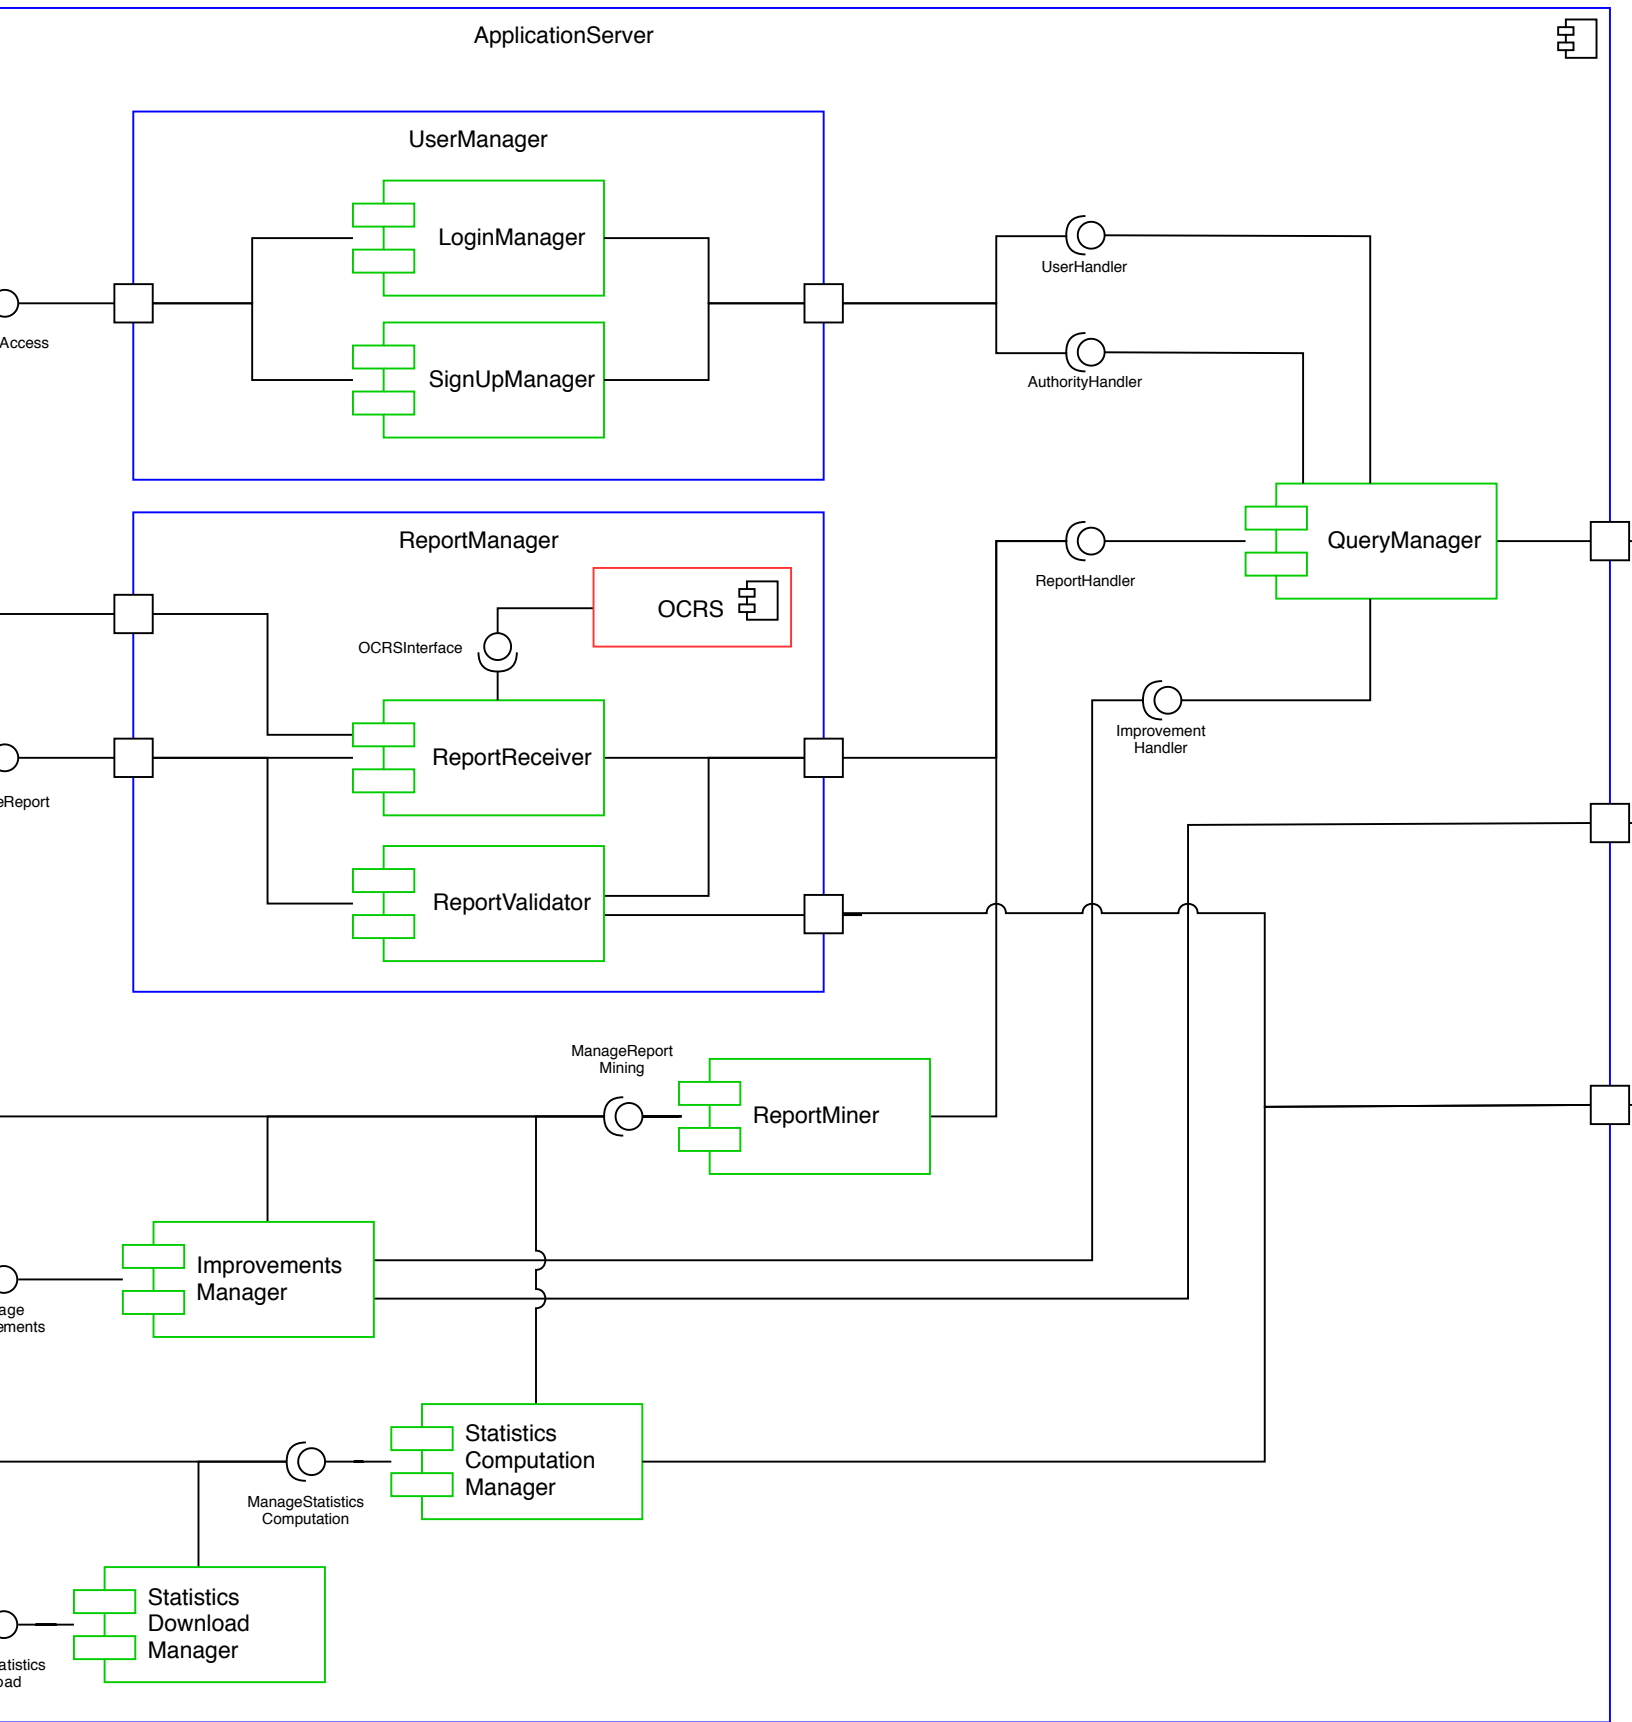 ApplicationServer
UserManager
LoginManager
SignUpManager
Access
UserHandler
AuthorityHandler
QueryManager
ReportHandler
ReportManager
OCRS
OCRSInterface
ReportReceiver
ReportValidator
eReport
Improvement
Handler
ManageReport
Mining
ReportMiner
Improvements
Manager
age
ements
Statistics
Computation
Manager
ManageStatistics
Computation
Statistics
Download
Manager
atistics
oad